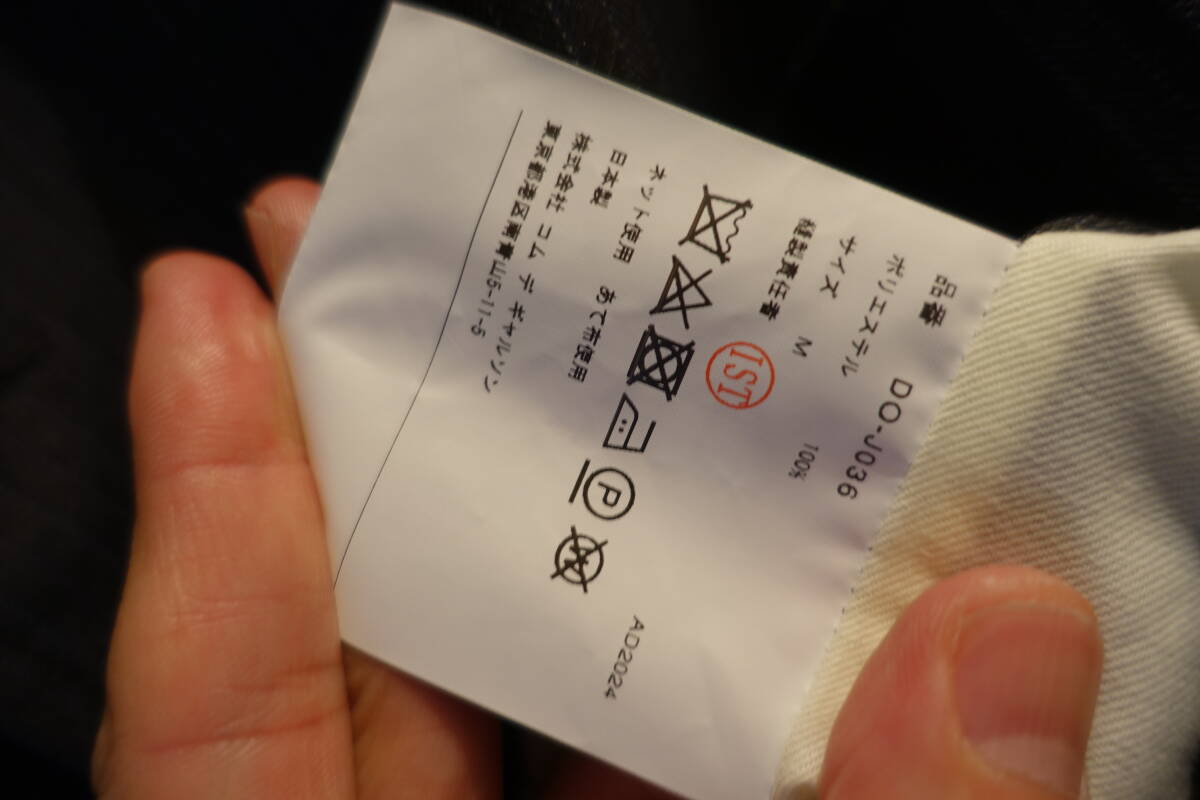 品番 DO-J036
ポリエステル 100%
サイズ M
縫製責任者 IST
P
ネット使用 あて布使用
日本製 AD2024
株式会社 コム デ ギャルソン
東京都港区南青山5-11-5